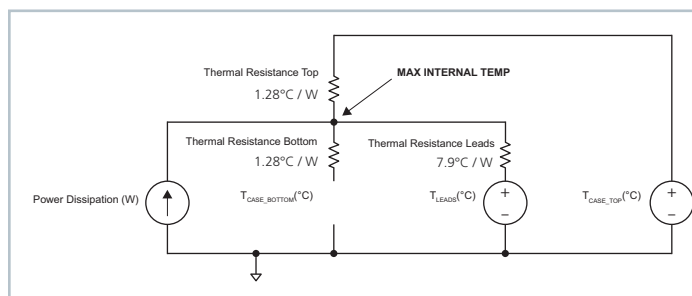 Thermal Resistance Top
MAX INTERNAL TEMP
1.28°C / W
Thermal Resistance Bottom
Thermal Resistance Leads
1.28°C / W
7.9°C / W
Power Dissipation (W)
T_CASE_BOTTOM(°C)
T_LEADS(°C)
T_CASE_TOP(°C)
+
–
+
–